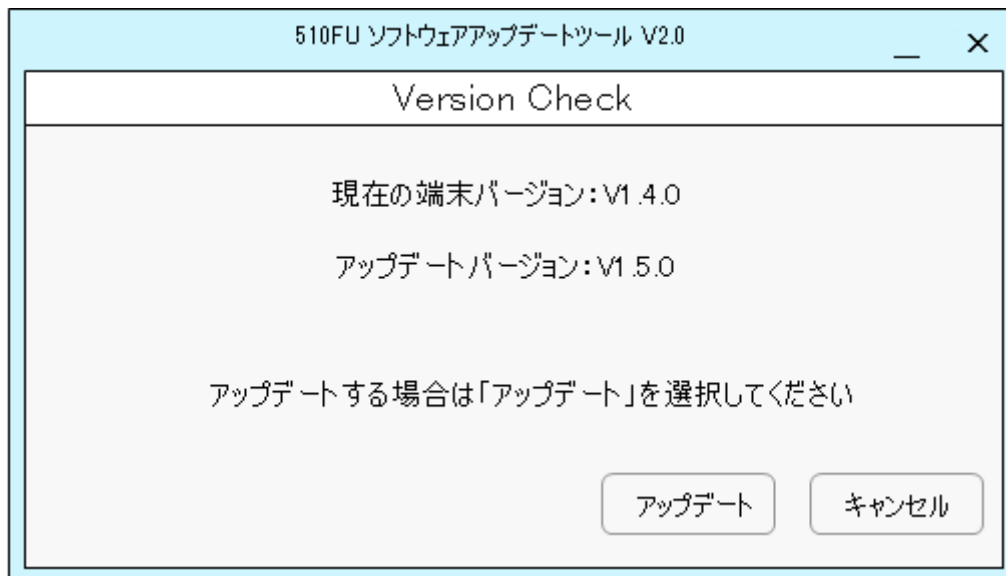 510FU ソフトウェアアップデートツール V2.0
Version Check
現在の端末バージョン：V1.4.0
アップデートバージョン：V1.5.0
アップデートする場合は「アップデート」を選択してください
アップデート
キャンセル